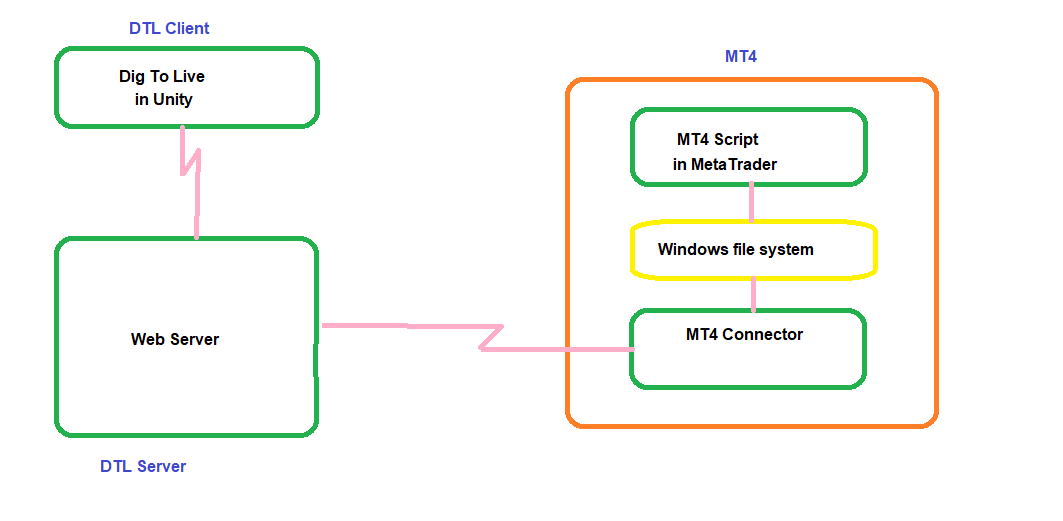 DTL Client
Dig To Live
in Unity
Web Server
DTL Server
MT4
MT4 Script
in MetaTrader
Windows file system
MT4 Connector